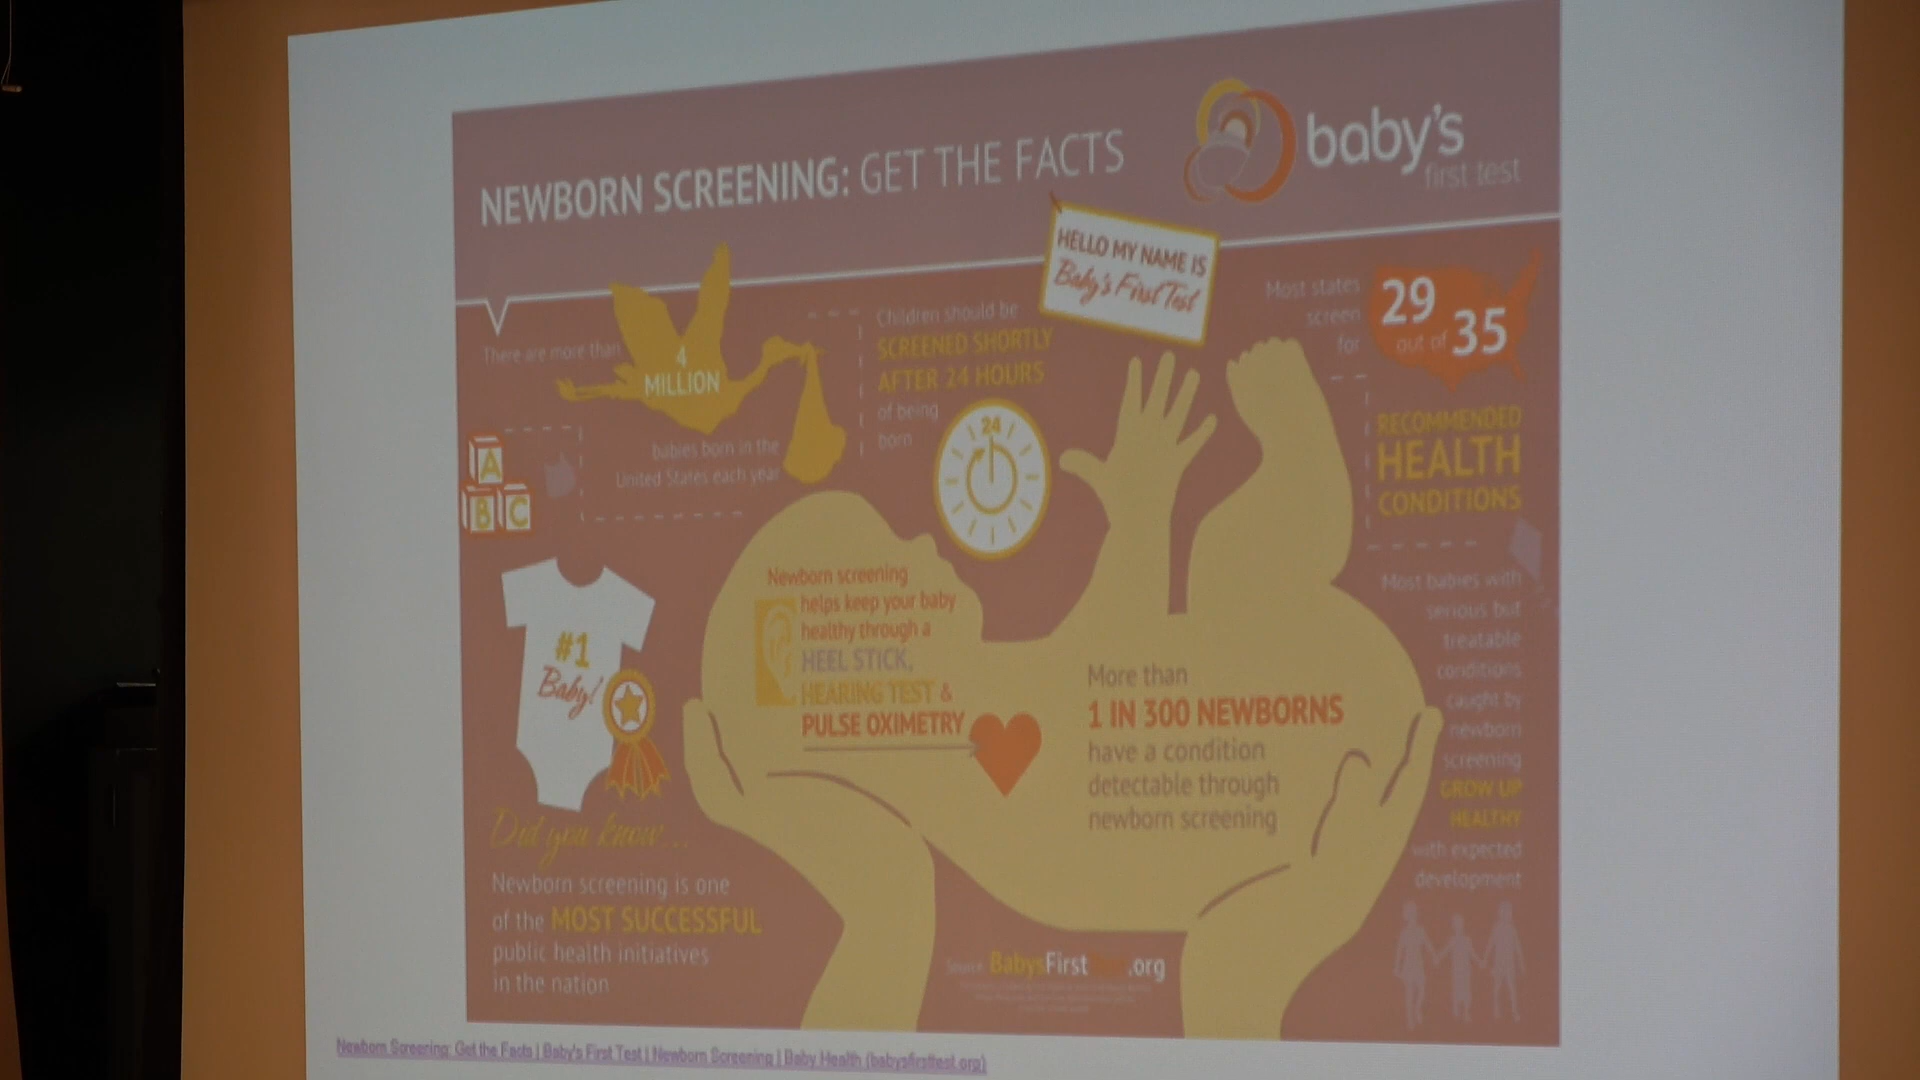 NEWBORN SCREENING: GET THE FACTS
baby's
first test
HELLO MY NAME IS
Baby's First Test
There are more than
4
MILLION
babies born in the
United States each year
Children should be
SCREENED SHORTLY
AFTER 24 HOURS
of being
born
24
Most states
screen
for
29
out of 35
RECOMMENDED
HEALTH
CONDITIONS
A
B C
#1
Baby!
Newborn screening
helps keep your baby
healthy through a
HEEL STICK,
HEARING TEST &
PULSE OXIMETRY
More than
1 IN 300 NEWBORNS
have a condition
detectable through
newborn screening
Most babies with
serious but
treatable
conditions
caught by
newborn
screening
GROW UP
HEALTHY
with expected
development
Did you know...
Newborn screening is one
of the MOST SUCCESSFUL
public health initiatives
in the nation
Source: BabysFirstTest.org
Newborn Screening: Get the Facts | Baby's First Test | Newborn Screening | Baby Health (babysfirsttest.org)